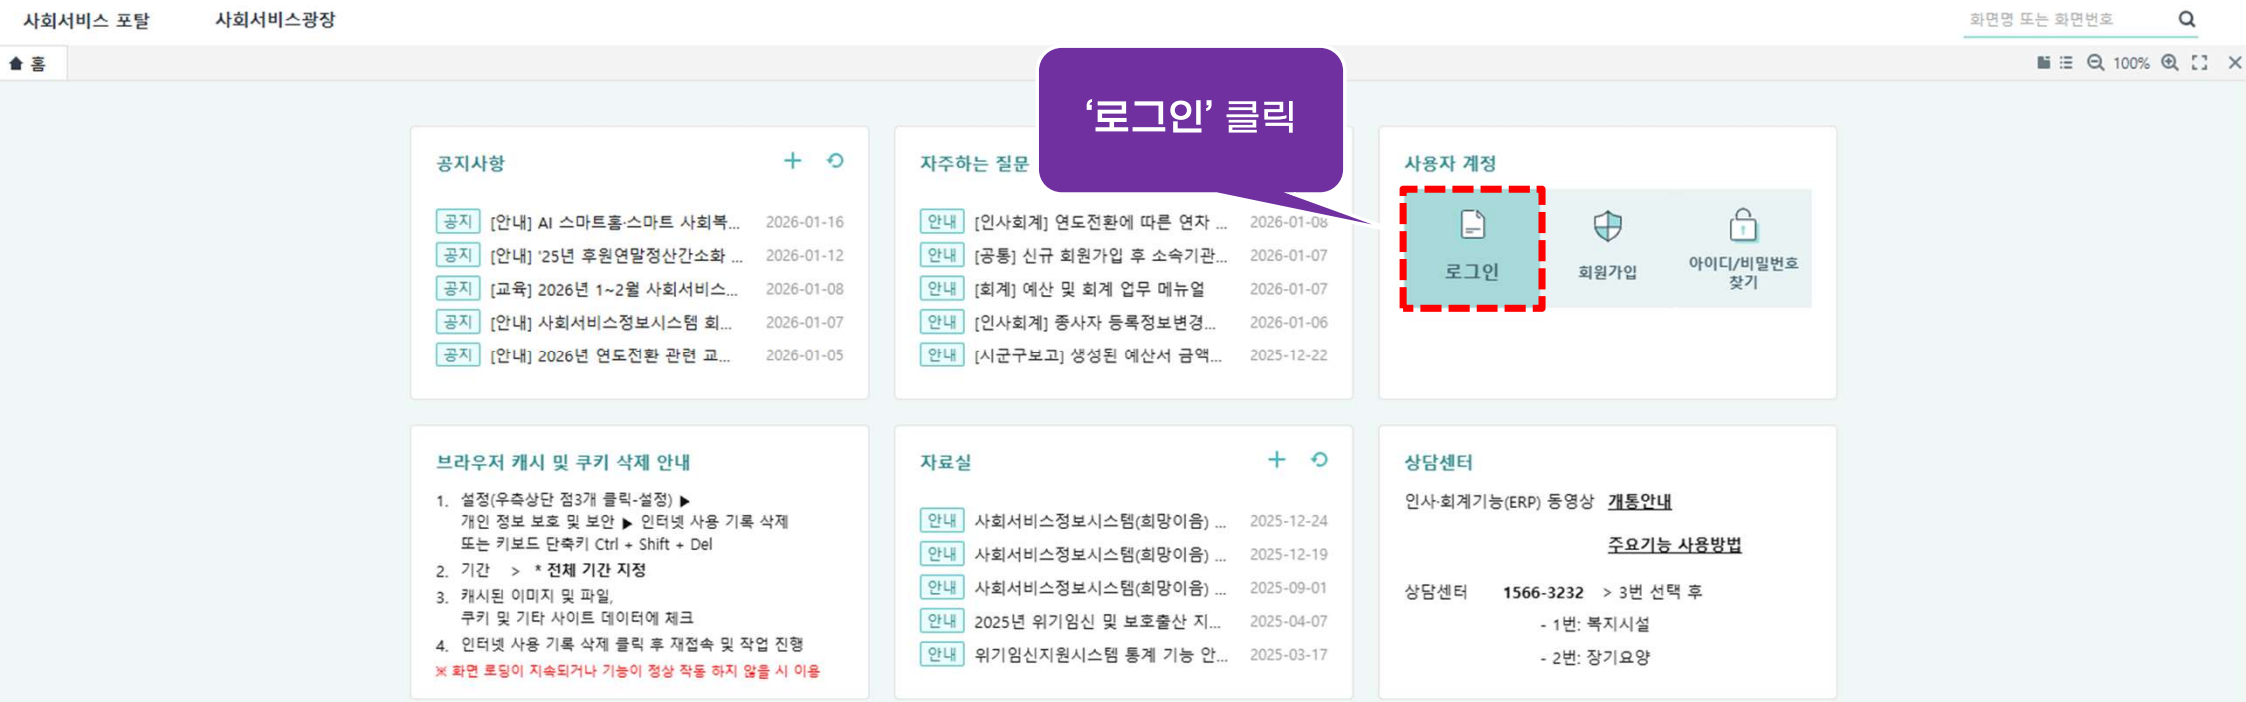 사회서비스 포탈
사회서비스광장
화면명 또는 화면번호
홈
100%
‘로그인’ 클릭
공지사항
공지 [안내] AI 스마트홈·스마트 사회복... 2026-01-16
공지 [안내] '25년 후원연말정산간소화 ... 2026-01-12
공지 [교육] 2026년 1~2월 사회서비스... 2026-01-08
공지 [안내] 사회서비스정보시스템 회... 2026-01-07
공지 [안내] 2026년 연도전환 관련 교... 2026-01-05
자주하는 질문
안내 [인사회계] 연도전환에 따른 연차 ... 2026-01-08
안내 [공통] 신규 회원가입 후 소속기관... 2026-01-07
안내 [회계] 예산 및 회계 업무 메뉴얼 2026-01-07
안내 [인사회계] 종사자 등록정보변경... 2026-01-06
안내 [시군구보고] 생성된 예산서 금액... 2025-12-22
사용자 계정
로그인
회원가입
아이디/비밀번호
찾기
브라우저 캐시 및 쿠키 삭제 안내
1. 설정(우측상단 점3개 클릭-설정) ▶
개인 정보 보호 및 보안 ▶ 인터넷 사용 기록 삭제
또는 키보드 단축키 Ctrl + Shift + Del
2. 기간 > * 전체 기간 지정
3. 캐시된 이미지 및 파일,
쿠키 및 기타 사이트 데이터에 체크
4. 인터넷 사용 기록 삭제 클릭 후 재접속 및 작업 진행
※ 화면 로딩이 지속되거나 기능이 정상 작동 하지 않을 시 이용
자료실
안내 사회서비스정보시스템(희망이음) ... 2025-12-24
안내 사회서비스정보시스템(희망이음) ... 2025-12-19
안내 사회서비스정보시스템(희망이음) ... 2025-09-01
안내 2025년 위기임신 및 보호출산 지... 2025-04-07
안내 위기임신지원시스템 통계 기능 안... 2025-03-17
상담센터
인사·회계기능(ERP) 동영상 개통안내
주요기능 사용방법
상담센터 1566-3232 > 3번 선택 후
- 1번: 복지시설
- 2번: 장기요양